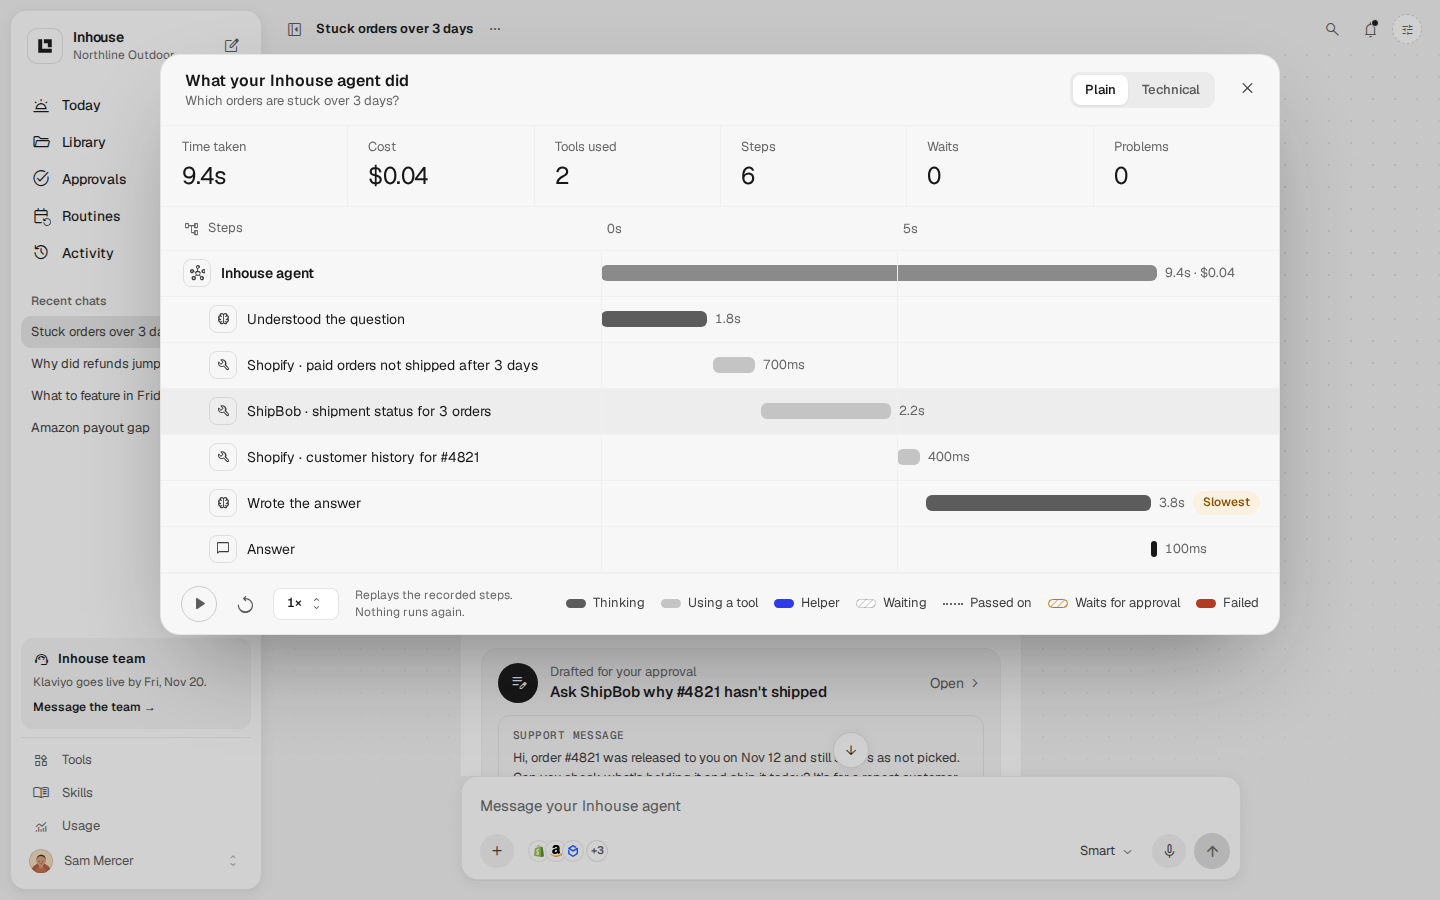 Inhouse
Northline Outdoor
Stuck orders over 3 days
Today
Library
Approvals
Routines
Activity
Recent chats
Stuck orders over 3
Why did refunds jump
What to feature in
Amazon payout gap
What your Inhouse agent did
Which orders are stuck over 3 days?
Plain
Technical
Time taken
9.4s
Cost
$0.04
Tools used
2
Steps
6
Waits
0
Problems
0
Steps
0s
5s
Inhouse agent
9.4s · $0.04
Understood the question
1.8s
Shopify · paid orders not shipped after 3 days
700ms
ShipBob · shipment status for 3 orders
2.2s
Shopify · customer history for #4821
400ms
Wrote the answer
3.8s
Slowest
Answer
100ms
1×
Replays the recorded steps.
Nothing runs again.
Thinking
Using a tool
Helper
Waiting
Passed on
Waits for approval
Failed
Inhouse team
Klaviyo goes live by Fri, Nov 20.
Message the team →
Tools
Skills
Usage
Sam Mercer
Drafted for your approval
Ask ShipBob why #4821 hasn't shipped
Open
SUPPORT MESSAGE
Hi, order #4821 was released to you on Nov 12 and still as not picked.
Message your Inhouse agent
+3
Smart